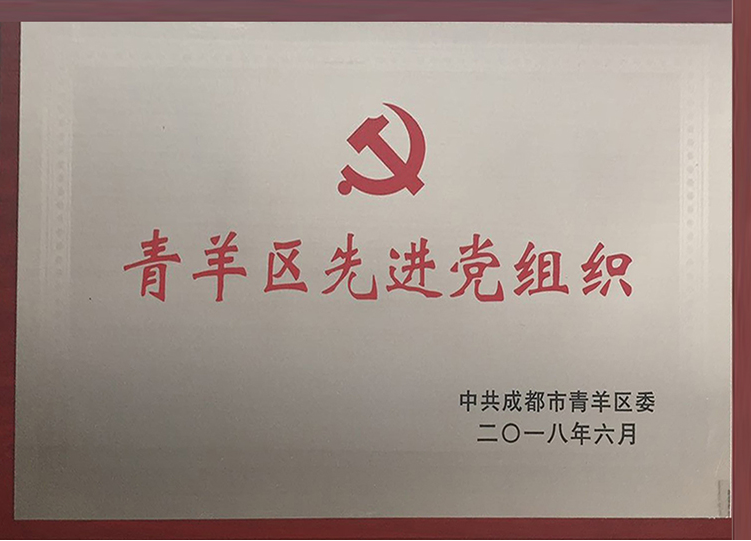 青羊区先进党组织
中共成都市青羊区委
二〇一八年六月